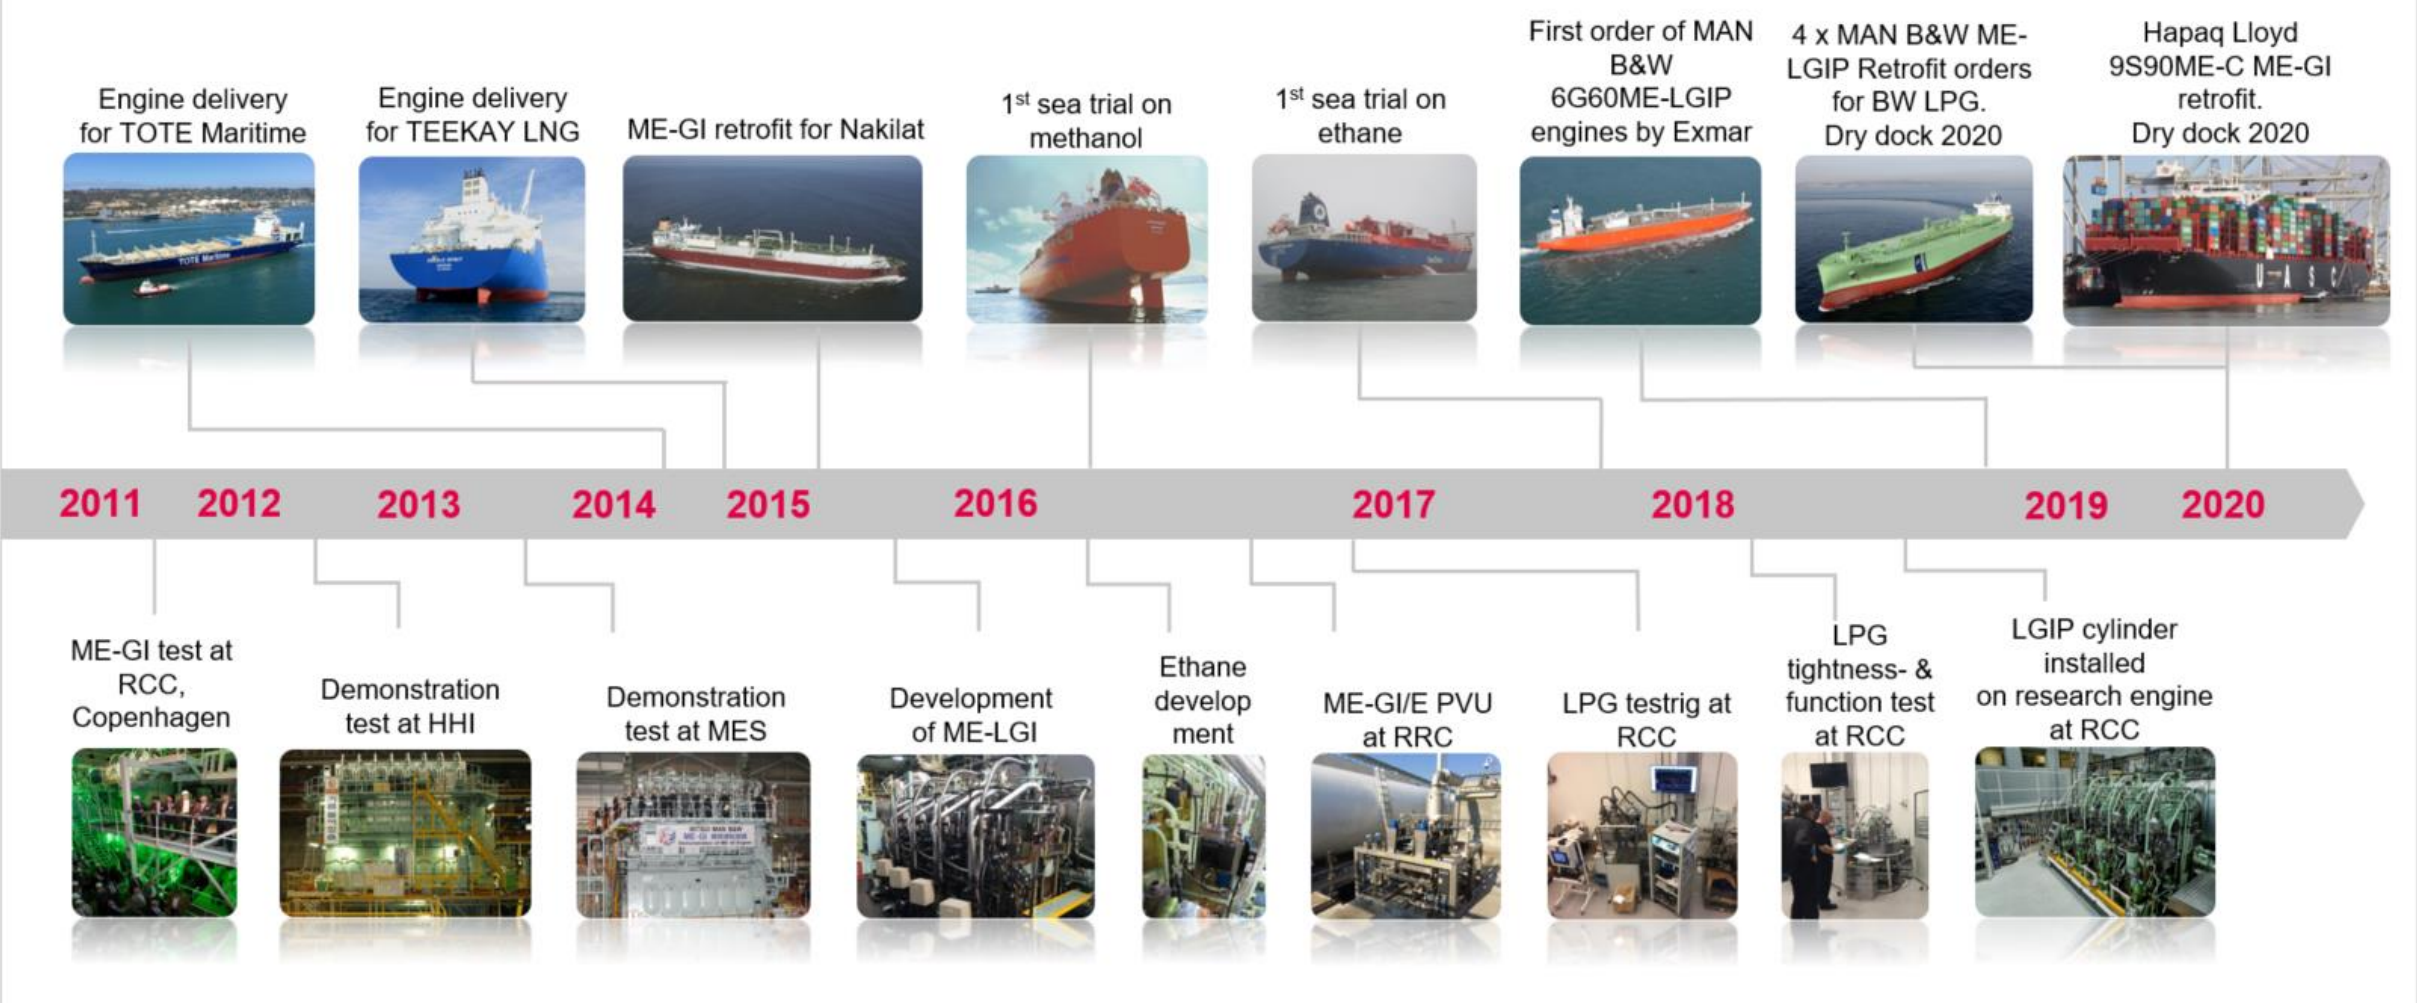 Engine delivery
for TOTE Maritime
Engine delivery
for TEEKAY LNG
ME-GI retrofit for Nakilat
1st sea trial on
methanol
1st sea trial on
ethane
First order of MAN
B&W
6G60ME-LGIP
engines by Exmar
4 x MAN B&W ME-
LGIP Retrofit orders
for BW LPG.
Dry dock 2020
Hapaq Lloyd
9S90ME-C ME-GI
retrofit.
Dry dock 2020
TOTE Maritime
U A S C
2011 2012 2013 2014 2015 2016 2017 2018 2019 2020
ME-GI test at
RCC,
Copenhagen
Demonstration
test at HHI
Demonstration
test at MES
Development
of ME-LGI
Ethane
develop
ment
ME-GI/E PVU
at RRC
LPG testrig at
RCC
LPG
tightness- &
function test
at RCC
LGIP cylinder
installed
on research engine
at RCC